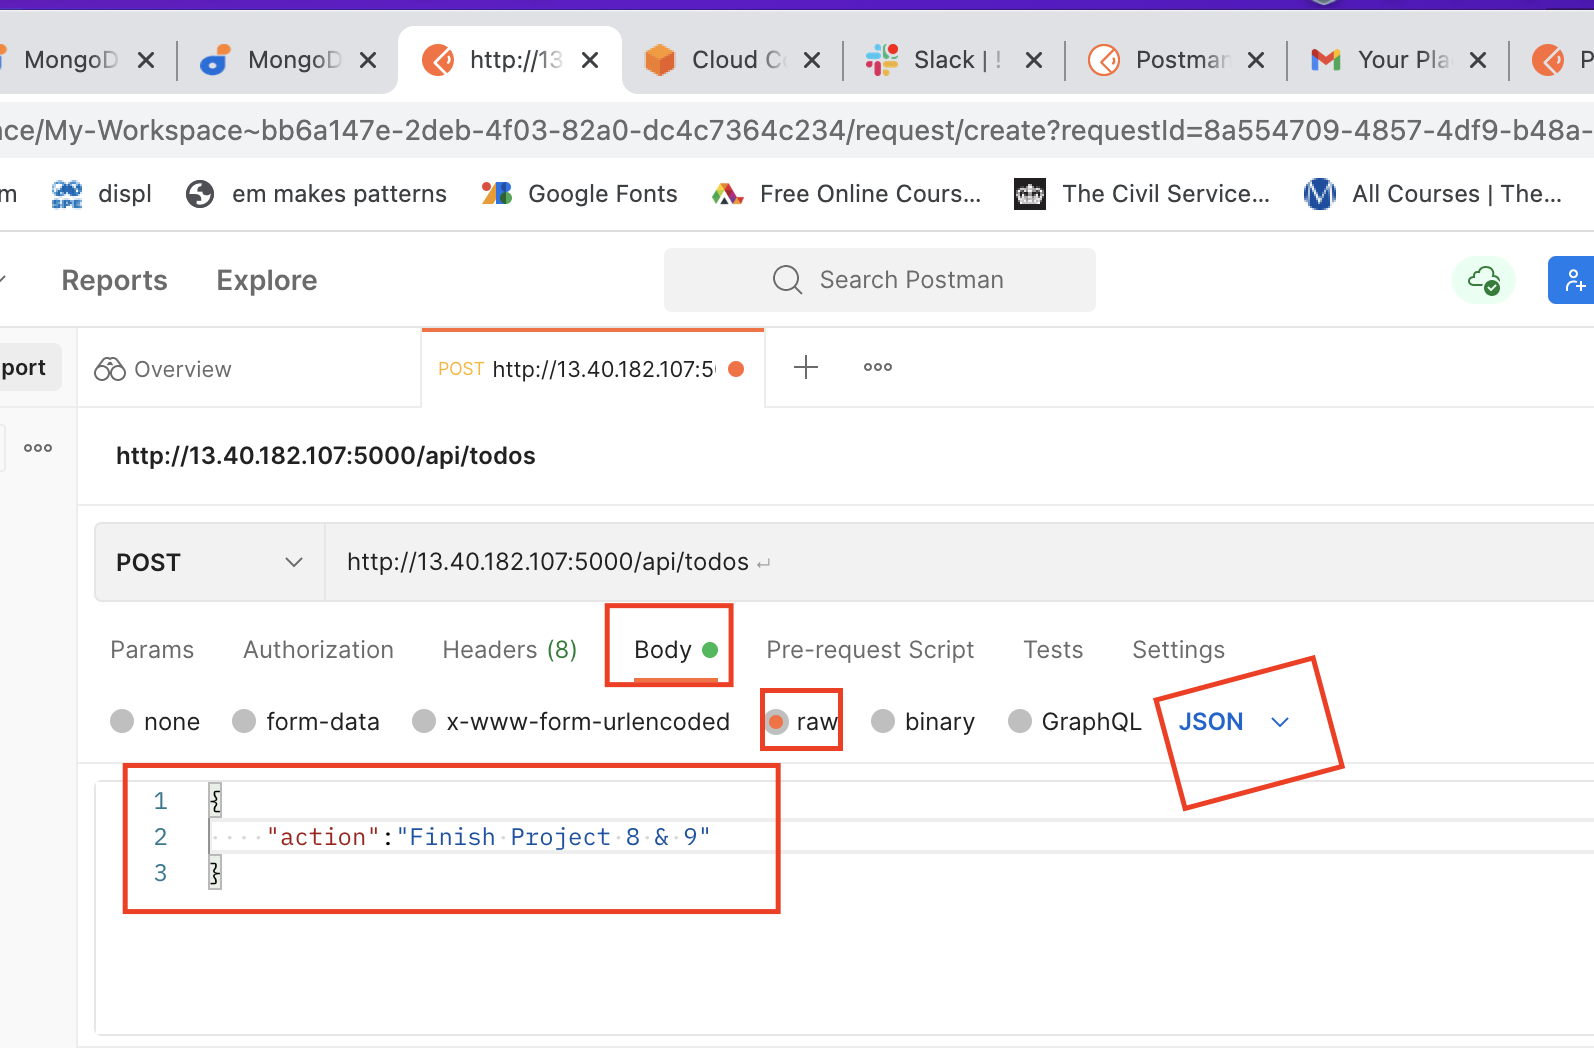 MongoD MongoD http://13 Cloud C Slack | ! Postmar Your Pla P
ace/My-Workspace~bb6a147e-2deb-4f03-82a0-dc4c7364c234/request/create?requestId=8a554709-4857-4df9-b48a-
m displ em makes patterns Google Fonts Free Online Cours... The Civil Service... All Courses | The...
Reports Explore Search Postman
port Overview POST http://13.40.182.107:5
http://13.40.182.107:5000/api/todos
POST http://13.40.182.107:5000/api/todos
Params Authorization Headers (8) Body Pre-request Script Tests Settings
none form-data x-www-form-urlencoded raw binary GraphQL JSON
1 {
2 "action":"Finish Project 8 & 9"
3 }